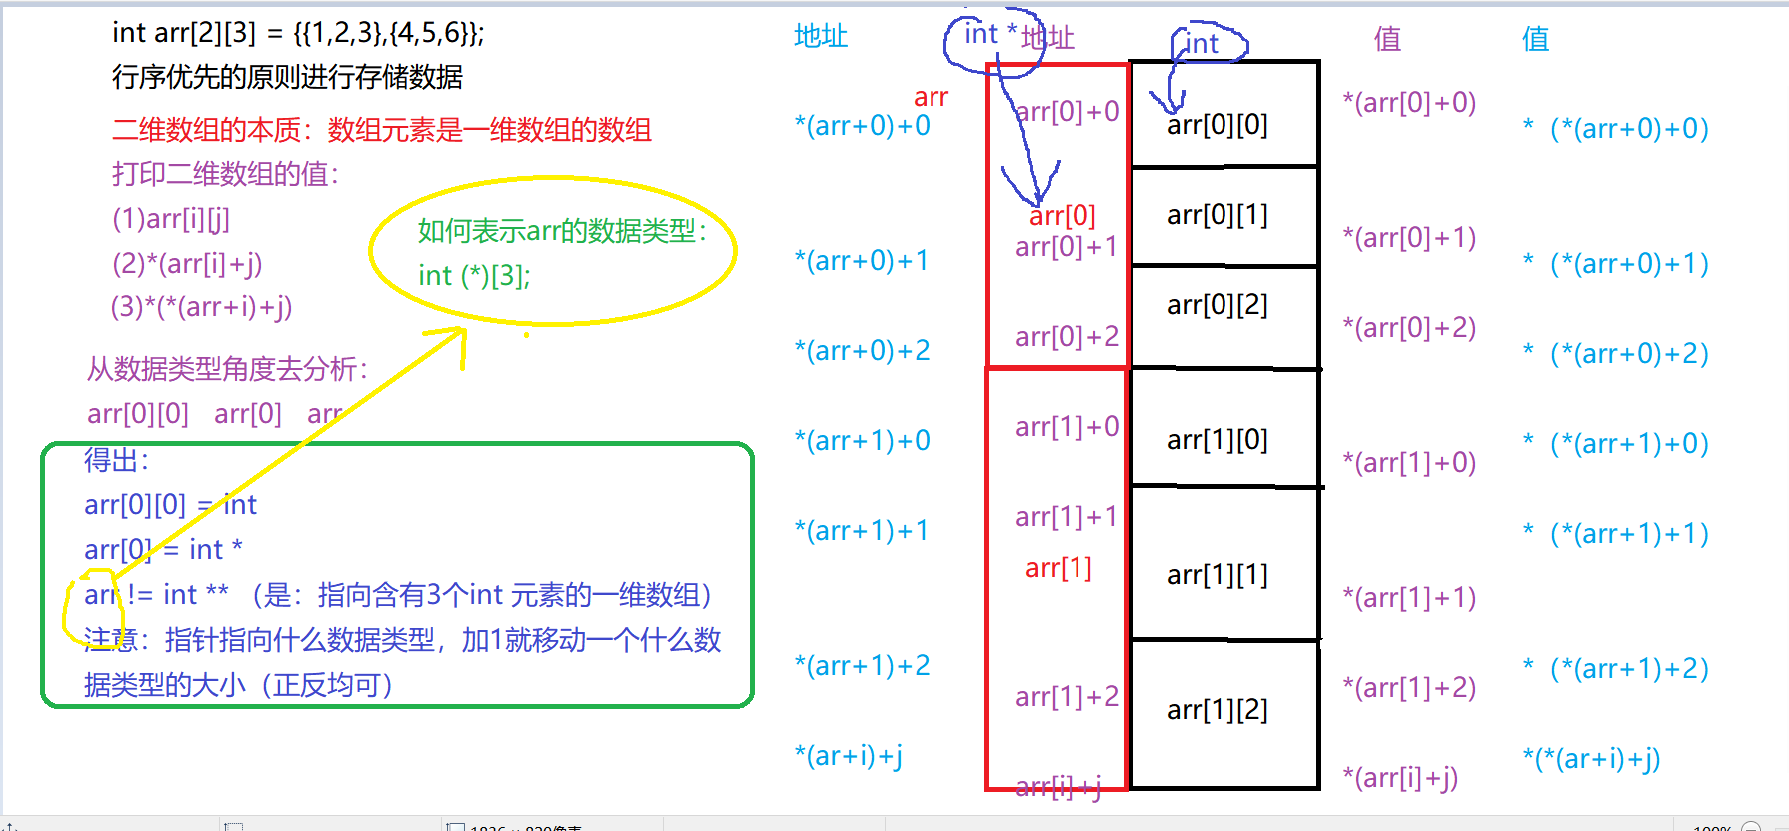 int arr[2][3] = {{1,2,3},{4,5,6}};
行序优先的原则进行存储数据
二维数组的本质：数组元素是一维数组的数组
打印二维数组的值：
(1)arr[i][j]
(2)*(arr[i]+j)
(3)*(*(arr+i)+j)
如何表示arr的数据类型：
int (*)[3];
从数据类型角度去分析：
arr[0][0] arr[0] arr
得出：
arr[0][0] = int
arr[0] = int *
arr != int ** （是：指向含有3个int 元素的一维数组）
注意：指针指向什么数据类型，加1就移动一个什么数
据类型的大小（正反均可）
地址
*(arr+0)+0
*(arr+0)+1
*(arr+0)+2
*(arr+1)+0
*(arr+1)+1
*(arr+1)+2
*(ar+i)+j
arr
int *
地址
arr[0]+0
arr[0]
arr[0]+1
arr[0]+2
arr[1]+0
arr[1]+1
arr[1]
arr[1]+2
arr[i]+j
int
arr[0][0]
arr[0][1]
arr[0][2]
arr[1][0]
arr[1][1]
arr[1][2]
值
*(arr[0]+0)
*(arr[0]+1)
*(arr[0]+2)
*(arr[1]+0)
*(arr[1]+1)
*(arr[1]+2)
*(arr[i]+j)
值
*（*(arr+0)+0)
*（*(arr+0)+1)
*（*(arr+0)+2)
*（*(arr+1)+0)
*（*(arr+1)+1)
*（*(arr+1)+2)
*(*(ar+i)+j)